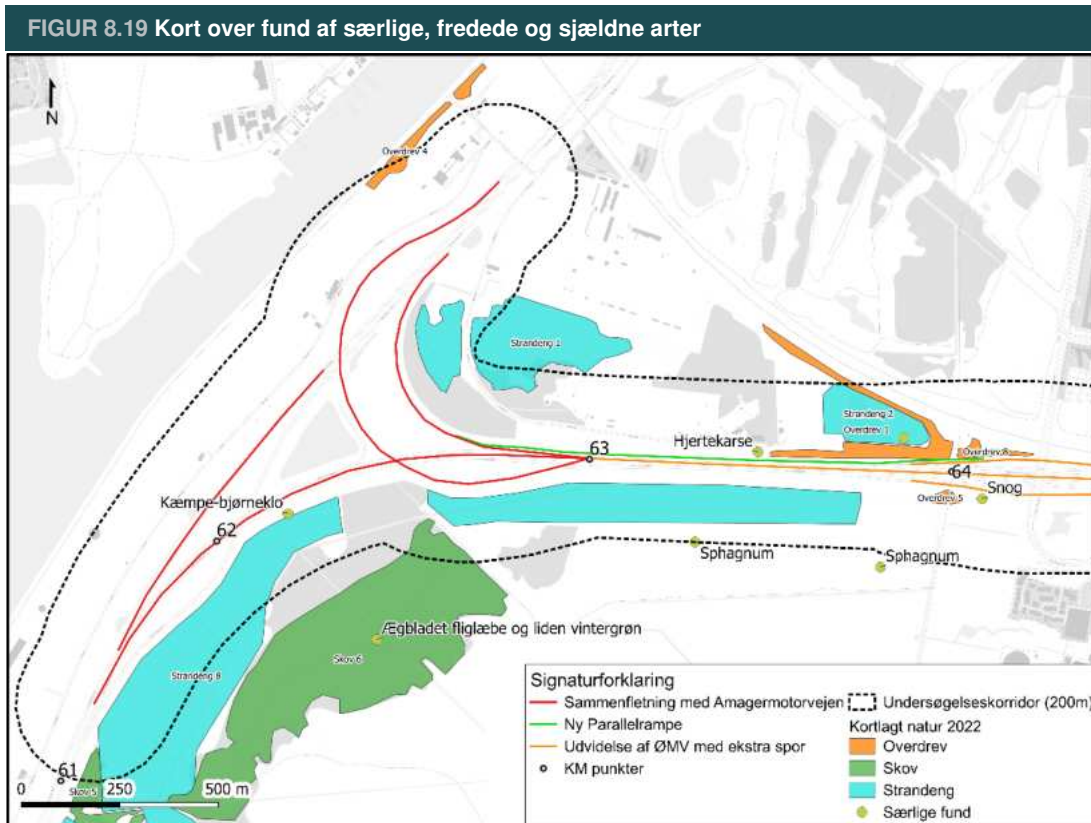 FIGUR 8.19 Kort over fund af særlige, fredede og sjældne arter
N
Overdrev 4
Strandeng 1
Strandeng 2
Overdrev 1
Hjertekarse
63
Overdrev 8
64
Snog
Overdrev 5
Kæmpe-bjørneklo
62
Sphagnum
Sphagnum
Ægbladet fliglæbe og liden vintergrøn
Skov 6
Strandeng 8
61
Skov 5
0 250 500 m
Signaturforklaring
Sammenfletning med Amagermotorvejen
Ny Parallelrampe
Udvidelse af ØMV med ekstra spor
KM punkter
Undersøgelseskorridor (200m)
Kortlagt natur 2022
Overdrev
Skov
Strandeng
Særlige fund